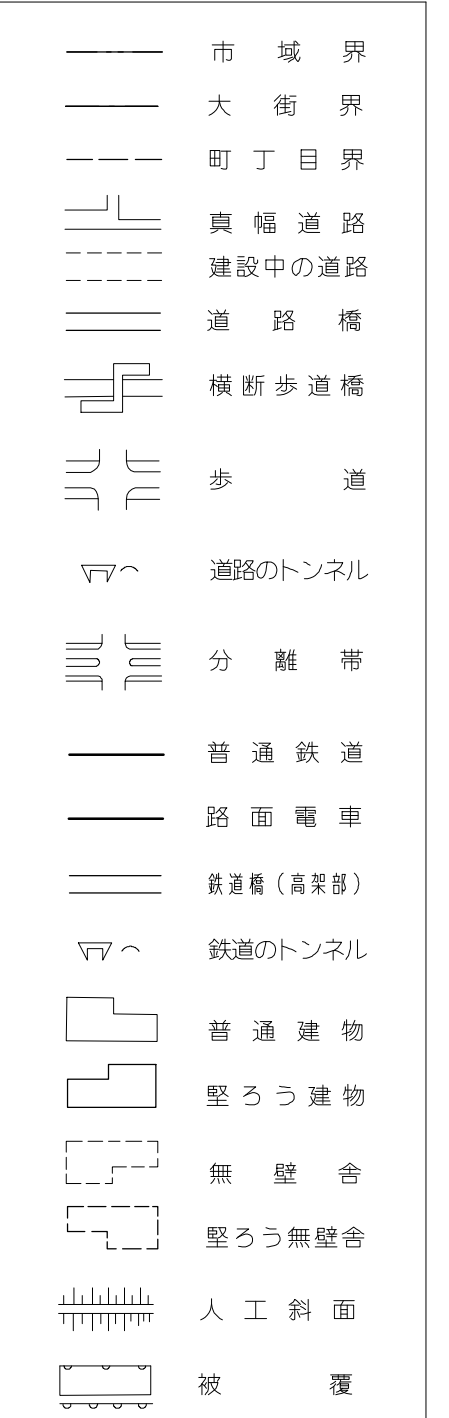 市域界
大街界
町丁目界
真幅道路
建設中の道路
道路橋
横断歩道橋
歩道
道路のトンネル
分離帯
普通鉄道
路面電車
鉄道橋(高架部)
鉄道のトンネル
普通建物
堅ろう建物
無壁舎
堅ろう無壁舎
人工斜面
被覆